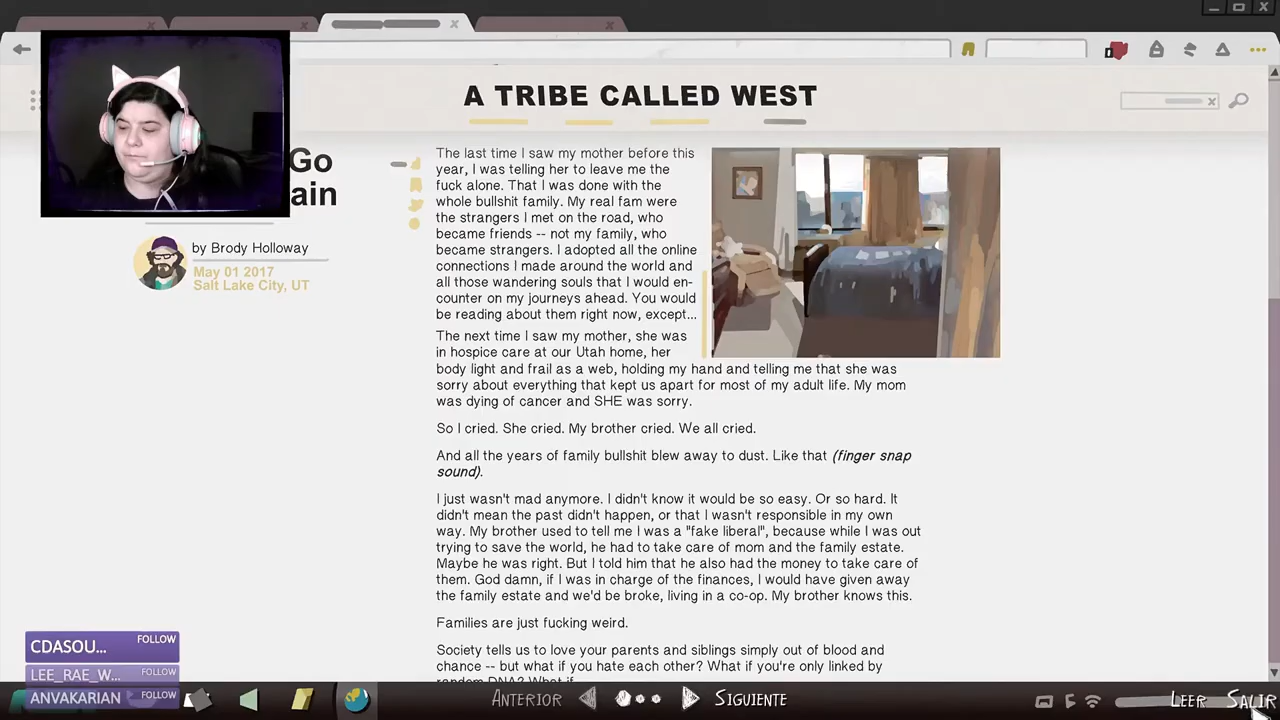 A TRIBE CALLED WEST
Go
ain
by Brody Holloway
May 01 2017
Salt Lake City, UT
The last time I saw my mother before this
year, I was telling her to leave me the
fuck alone. That I was done with the
whole bullshit family. My real fam were
the strangers I met on the road, who
became friends -- not my family, who
became strangers. I adopted all the online
connections I made around the world and
all those wandering souls that I would en-
counter on my journeys ahead. You would
be reading about them right now, except...
The next time I saw my mother, she was
in hospice care at our Utah home, her
body light and frail as a web, holding my hand and telling me that she was
sorry about everything that kept us apart for most of my adult life. My mom
was dying of cancer and SHE was sorry.
So I cried. She cried. My brother cried. We all cried.
And all the years of family bullshit blew away to dust. Like that (finger snap
sound).
I just wasn't mad anymore. I didn't know it would be so easy. Or so hard. It
didn't mean the past didn't happen, or that I wasn't responsible in my own
way. My brother used to tell me I was a "fake liberal", because while I was out
trying to save the world, he had to take care of mom and the family estate.
Maybe he was right. But I told him that he also had the money to take care of
them. God damn, if I was in charge of the finances, I would have given away
the family estate and we'd be broke, living in a co-op. My brother knows this.
Families are just fucking weird.
Society tells us to love your parents and siblings simply out of blood and
chance -- but what if you hate each other? What if you're only linked by
random DNA? What if
CDASOU... FOLLOW
LEE_RAE_W... FOLLOW
ANVAKARIAN FOLLOW
ANTERIOR SIGUIENTE LEER SALIR